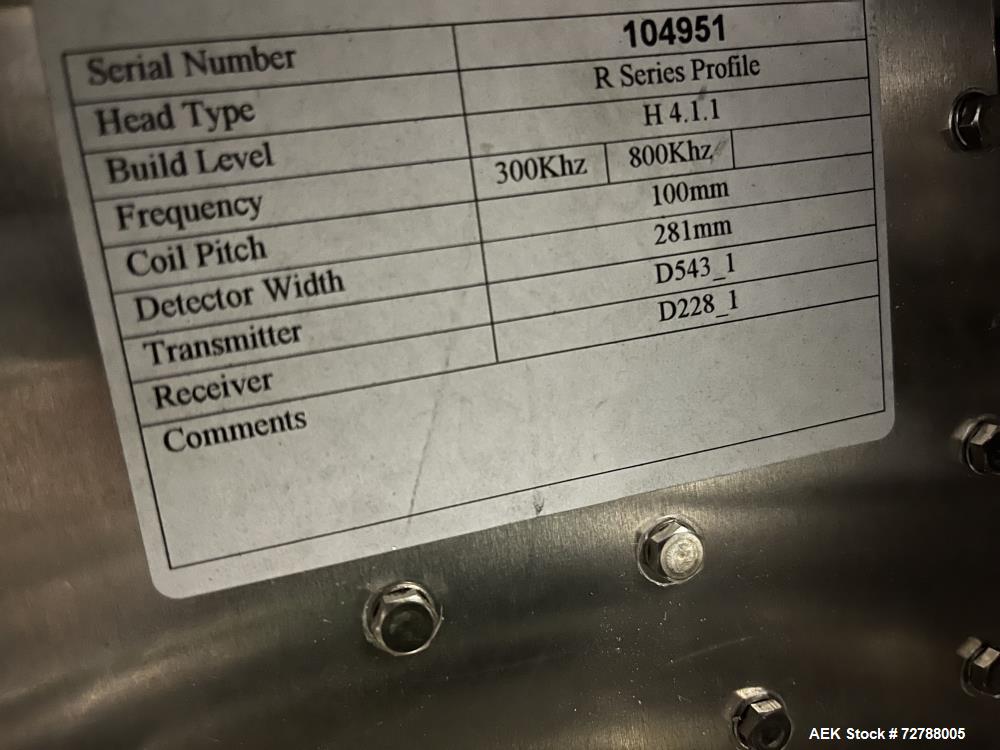 Serial Number 104951
Head Type R Series Profile
Build Level H 4.1.1
Frequency 300Khz 800Khz
Coil Pitch 100mm
Detector Width 281mm
Transmitter D543_1
Receiver D228_1
Comments
AEK Stock # 72788005